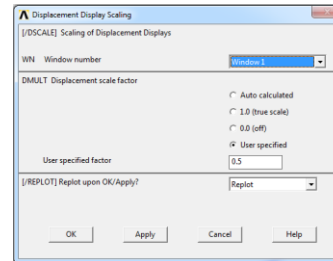 Displacement Display Scaling
[/DSCALE] Scaling of Displacement Displays
WN Window number
Window 1
DMULT Displacement scale factor
Auto calculated
1.0 (true scale)
0.0 (off)
User specified
User specified factor
0.5
[/REPLOT] Replot upon OK/Apply?
Replot
OK
Apply
Cancel
Help